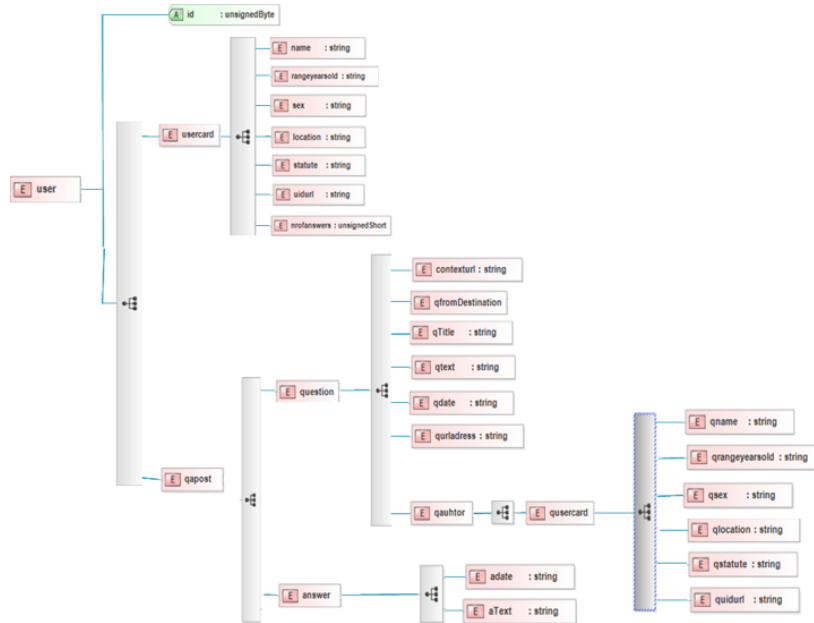 A id : unsignedByte
E name : string
E rangeyearsold : string
E sex : string
E usercard
E location : string
E statute : string
E user
E uidurl : string
E nrofanswers : unsignedShort
E contexturl : string
E qfromDestination
E qTitle : string
E qtext : string
E question
E qdate : string
E qname : string
E qurladress : string
E qrangeyearsold : string
E qapost
E qsex : string
E qauhtor
E qusercard
E qlocation : string
E qstatute : string
E adate : string
E answer
E quidurl : string
E aText : string